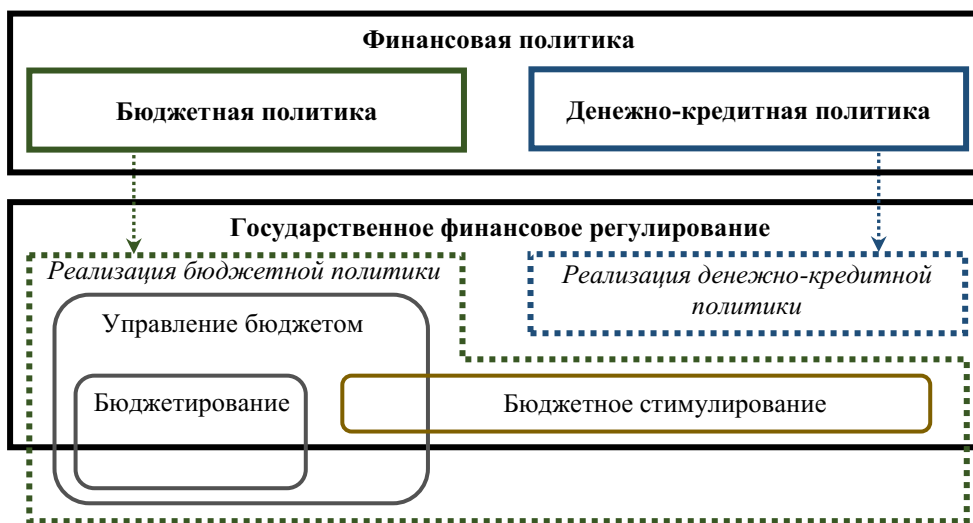 Финансовая политика
Бюджетная политика
Денежно-кредитная политика
Государственное финансовое регулирование
Реализация бюджетной политики
Реализация денежно-кредитной
политики
Управление бюджетом
Бюджетирование
Бюджетное стимулирование